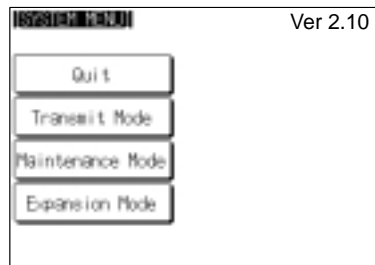 [SYSTEM MENU]
Ver 2.10
Quit
Transmit Mode
Maintenance Mode
Expansion Mode